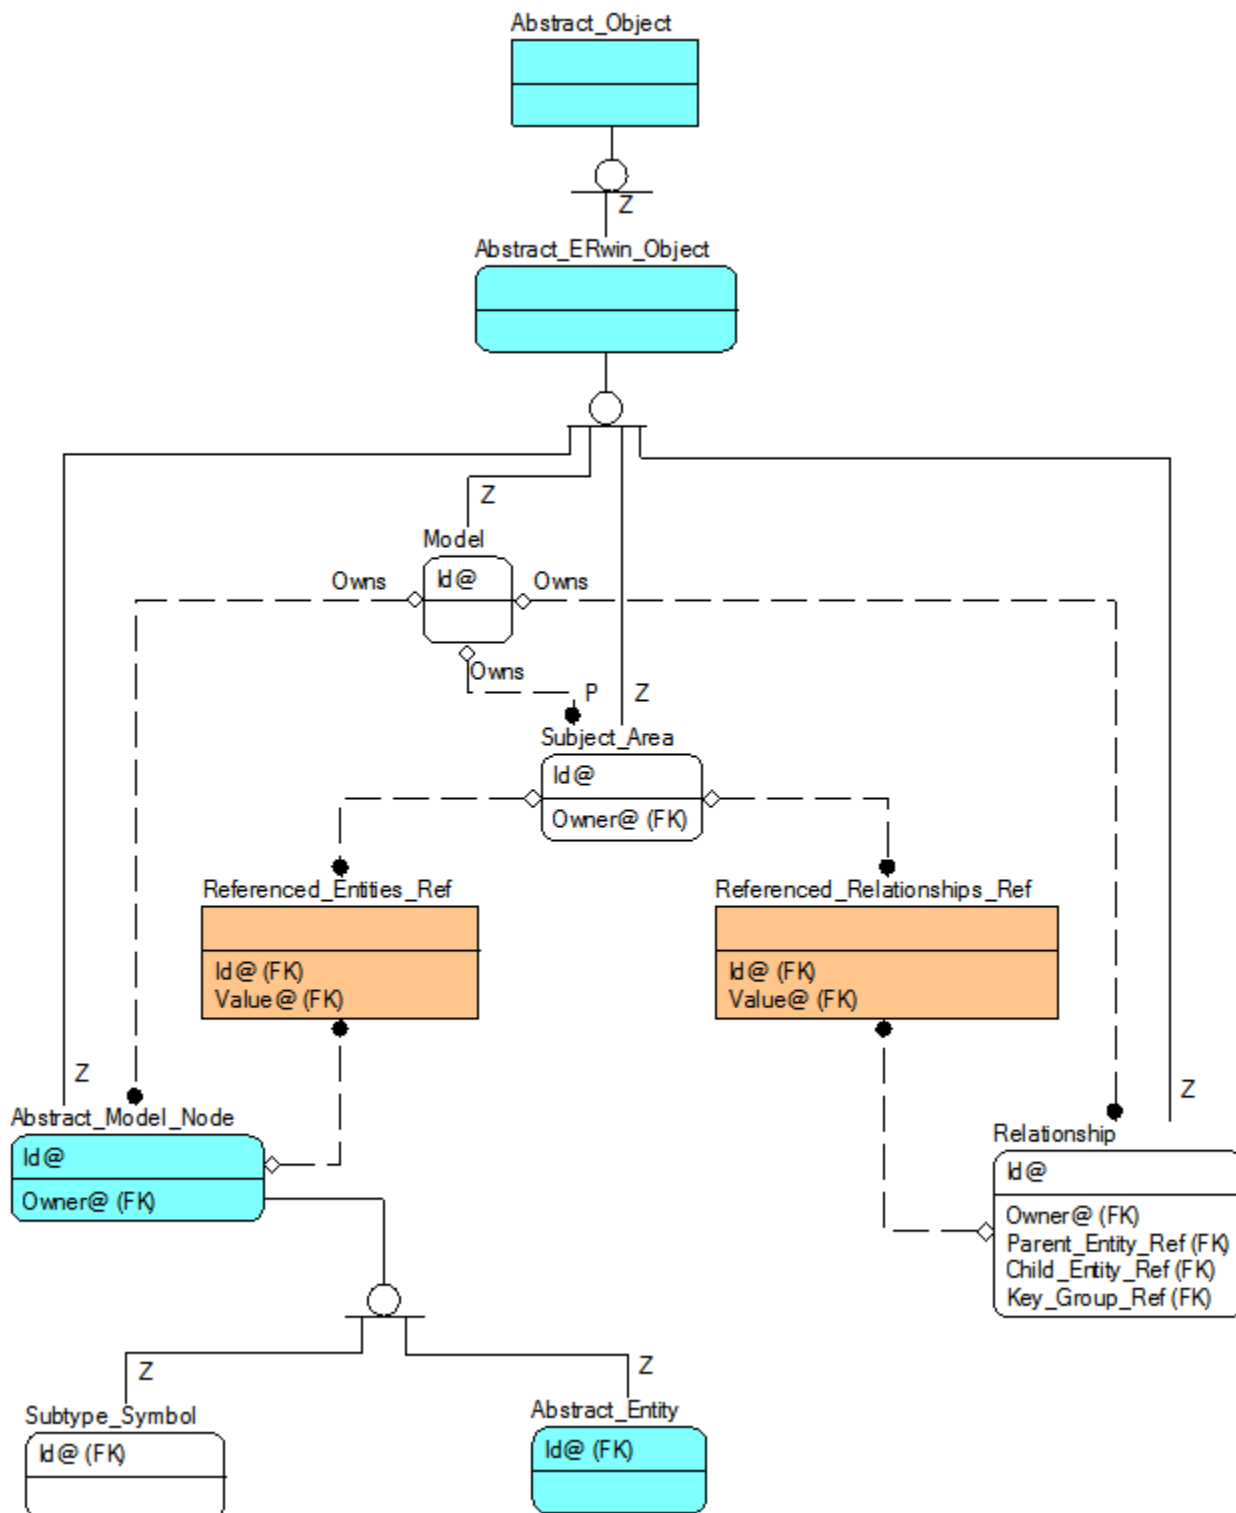 Abstract_Object
Z
Abstract_ERwin_Object
Z
Model
Owns
Id@
Owns
Owns
P
Z
Subject_Area
Id@
Owner@ (FK)
Referenced_Entities_Ref
Id@ (FK)
Value@ (FK)
Referenced_Relationships_Ref
Id@ (FK)
Value@ (FK)
Z
Abstract_Model_Node
Id@
Owner@ (FK)
Z
Relationship
Id@
Owner@ (FK)
Parent_Entity_Ref (FK)
Child_Entity_Ref (FK)
Key_Group_Ref (FK)
Z
Subtype_Symbol
Id@ (FK)
Z
Abstract_Entity
Id@ (FK)